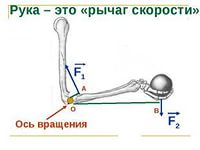 Рука – это «рычаг скорости»
F₁
A
O
B
Ось вращения
F₂